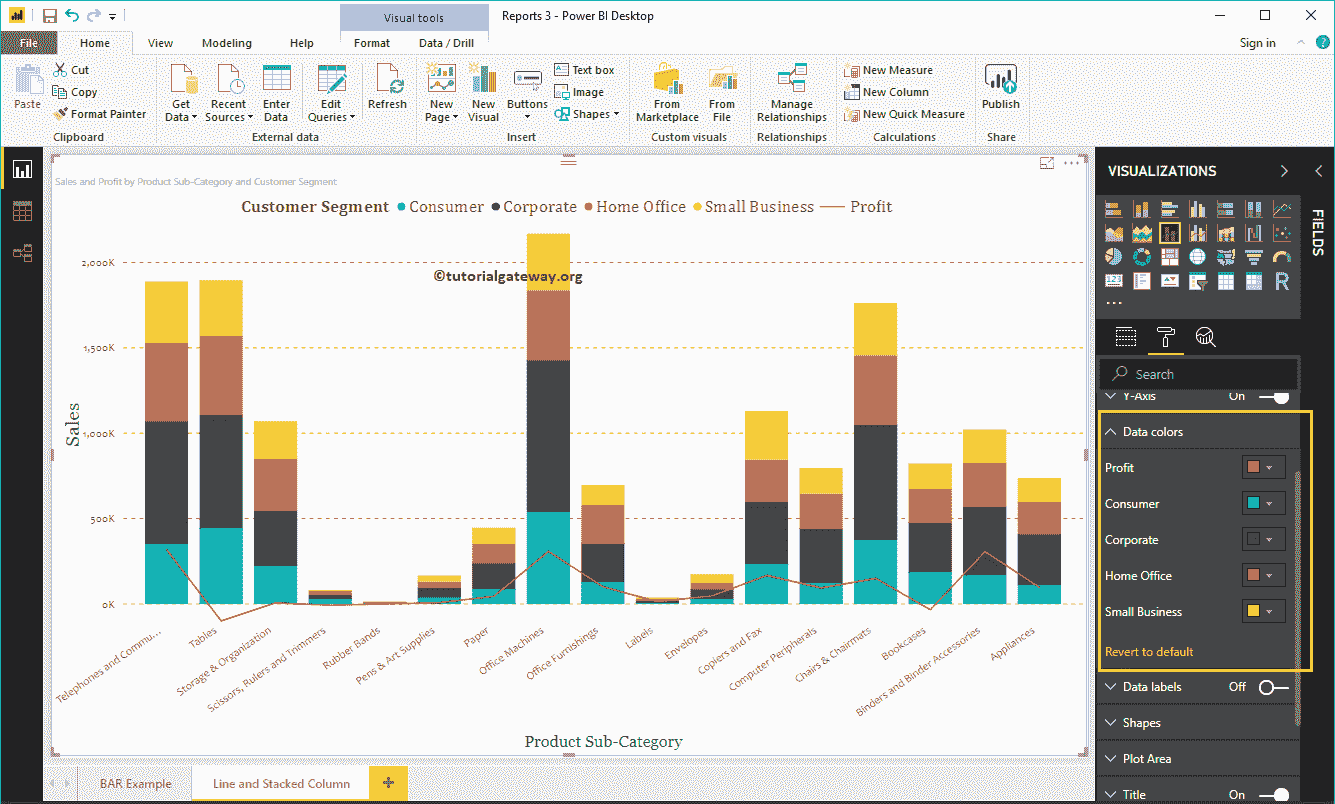 Visual tools
Reports 3 - Power BI Desktop
File Home View Modeling Help Format Data / Drill Sign in
Paste
Cut
Copy
Format Painter
Clipboard
Get Data
Recent Sources
Enter Data
Edit Queries
External data
Refresh
New Page
New Visual
Buttons
Text box
Image
Shapes
Insert
From Marketplace
From File
Custom visuals
Manage Relationships
Relationships
New Measure
New Column
New Quick Measure
Calculations
Publish
Share
Sales and Profit by Product Sub-Category and Customer Segment
Customer Segment Consumer Corporate Home Office Small Business Profit
©tutorialgateway.org
2,000K
1,500K
1,000K
500K
0K
Sales
Telephones and Commu...
Tables
Storage & Organization
Scissors, Rulers and Trimmers
Rubber Bands
Pens & Art Supplies
Paper
Office Machines
Office Furnishings
Labels
Envelopes
Copiers and Fax
Computer Peripherals
Chairs & Chairmats
Bookcases
Binders and Binder Accessories
Appliances
Product Sub-Category
BAR Example
Line and Stacked Column
VISUALIZATIONS
FIELDS
123
R
Search
Y-Axis On
Data colors
Profit
Consumer
Corporate
Home Office
Small Business
Revert to default
Data labels Off
Shapes
Plot Area
Title On